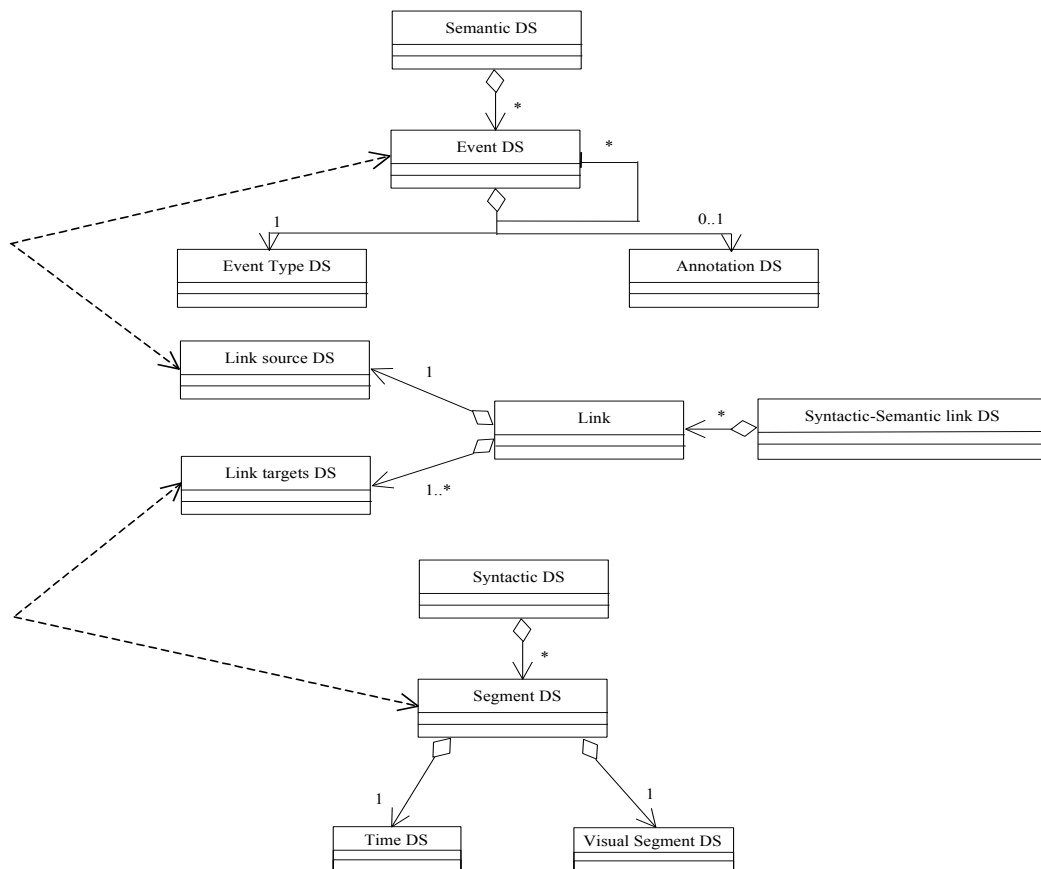 Semantic DS
*
Event DS
*
1
0..1
Event Type DS
Annotation DS
Link source DS
1
Link
*
Syntactic-Semantic link DS
Link targets DS
1..*
Syntactic DS
*
Segment DS
1
1
Time DS
Visual Segment DS